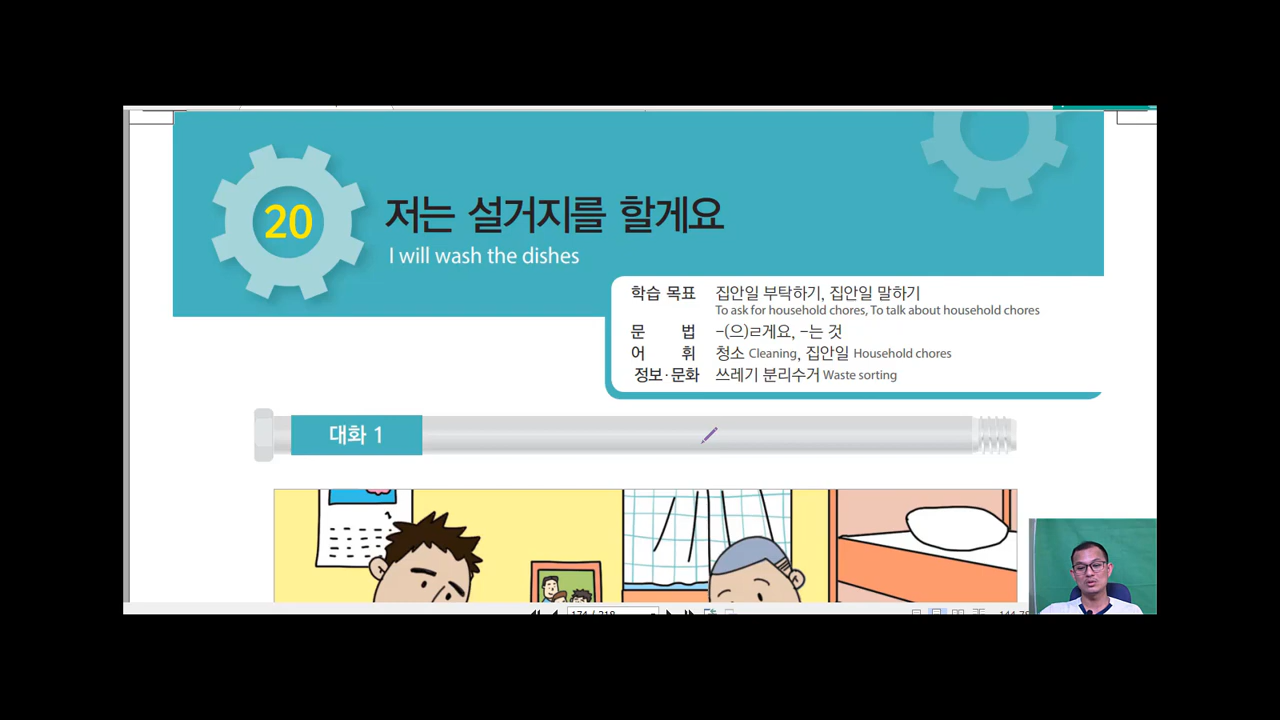 20
저는 설거지를 할게요
I will wash the dishes
학습 목표 집안일 부탁하기, 집안일 말하기
To ask for household chores, To talk about household chores
문 법 -(으)ㄹ게요, -는 것
어 휘 청소 Cleaning, 집안일 Household chores
정보·문화 쓰레기 분리수거 Waste sorting
대화 1